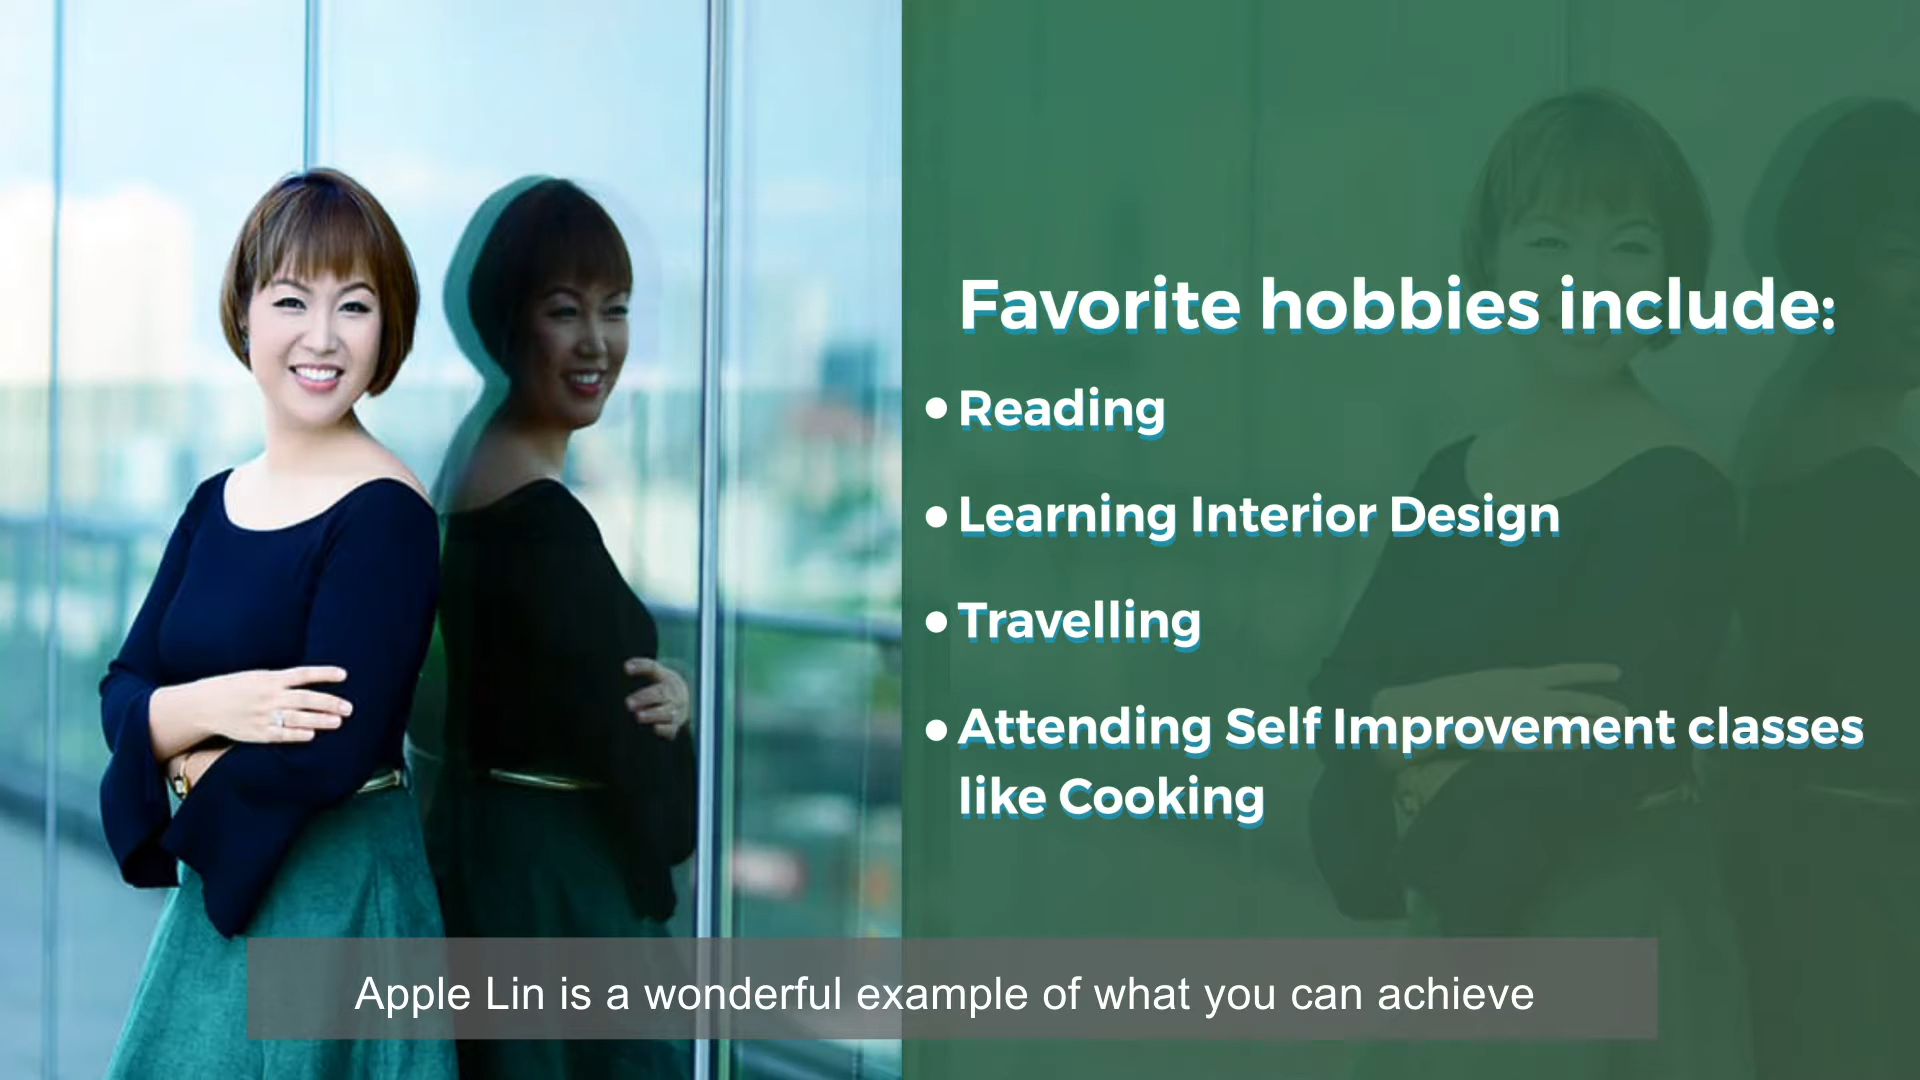 Favorite hobbies include:
• Reading
• Learning Interior Design
• Travelling
• Attending Self Improvement classes
like Cooking
Apple Lin is a wonderful example of what you can achieve